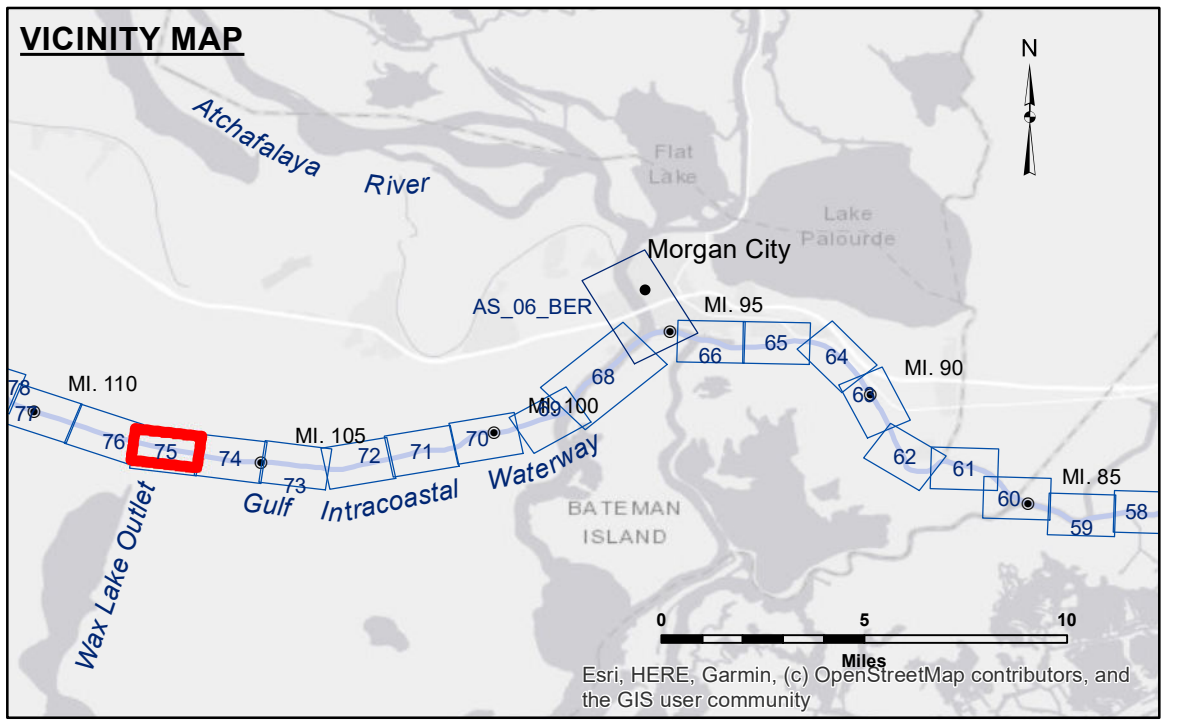 VICINITY MAP
N
Atchafalaya
River
Flat
Lake
Lake
Palourde
Morgan City
AS_06_BER
MI. 95
66
65
64
MI. 90
63
68
78
77
MI. 110
69
MI. 100
76
75
74
MI. 105
73
72
71
70
62
61
60
MI. 85
59
58
Gulf
Intracoastal
Waterway
Wax Lake Outlet
BATEMAN
ISLAND
0
5
10
Miles
Esri, HERE, Garmin, (c) OpenStreetMap contributors, and
the GIS user community